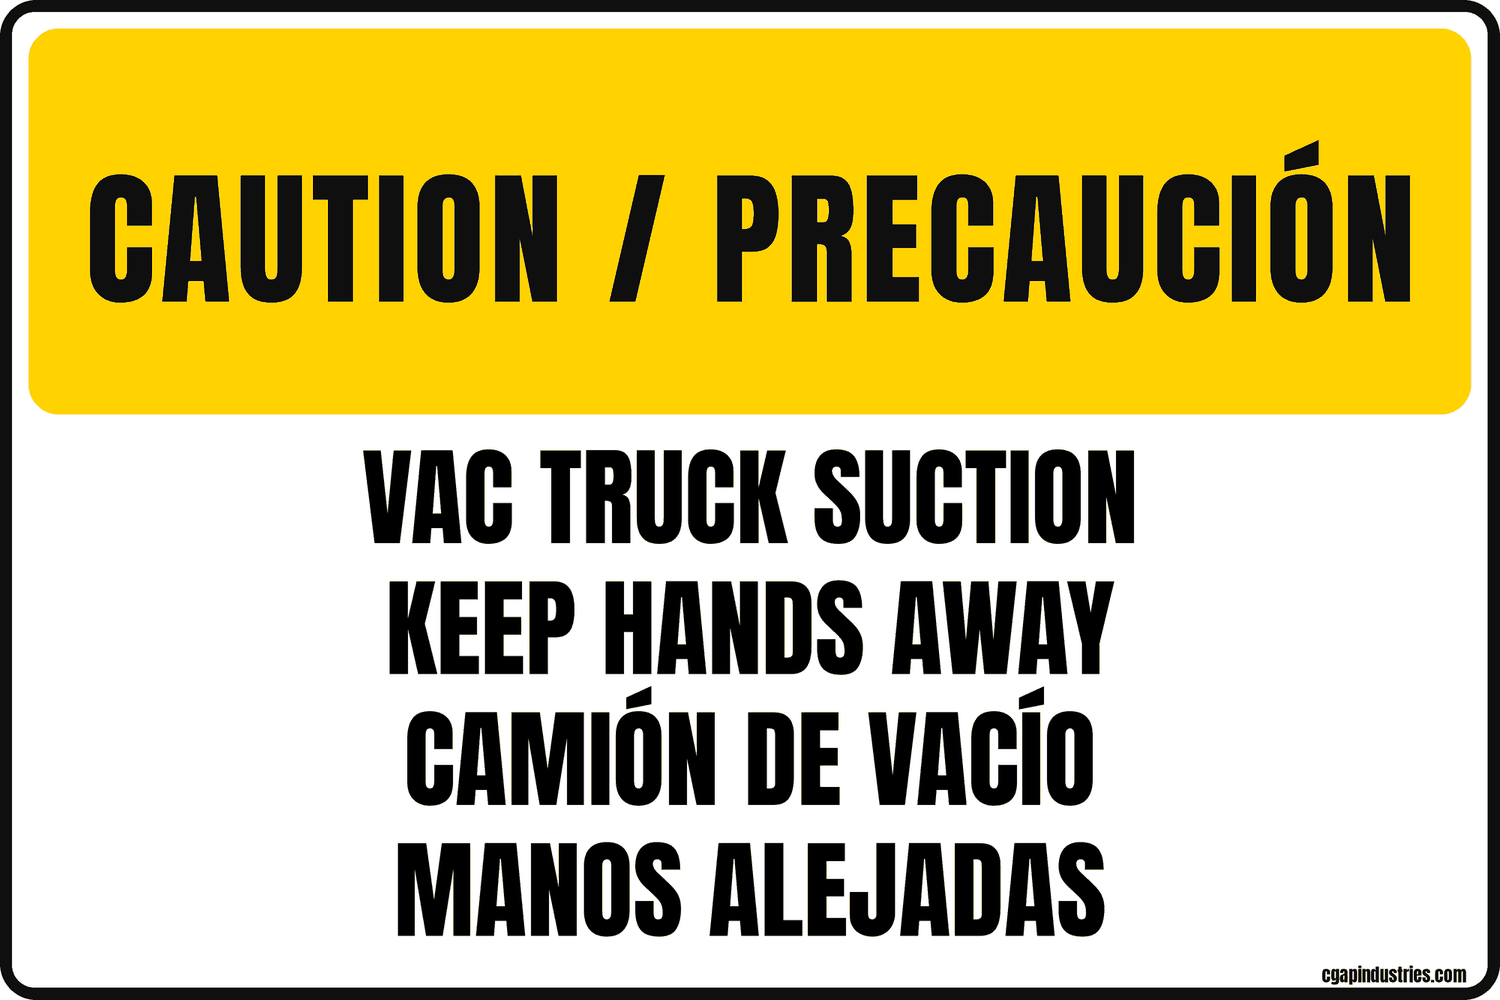 CAUTION / PRECAUCIÓN
VAC TRUCK SUCTION
KEEP HANDS AWAY
CAMIÓN DE VACÍO
MANOS ALEJADAS
cgapindustries.com